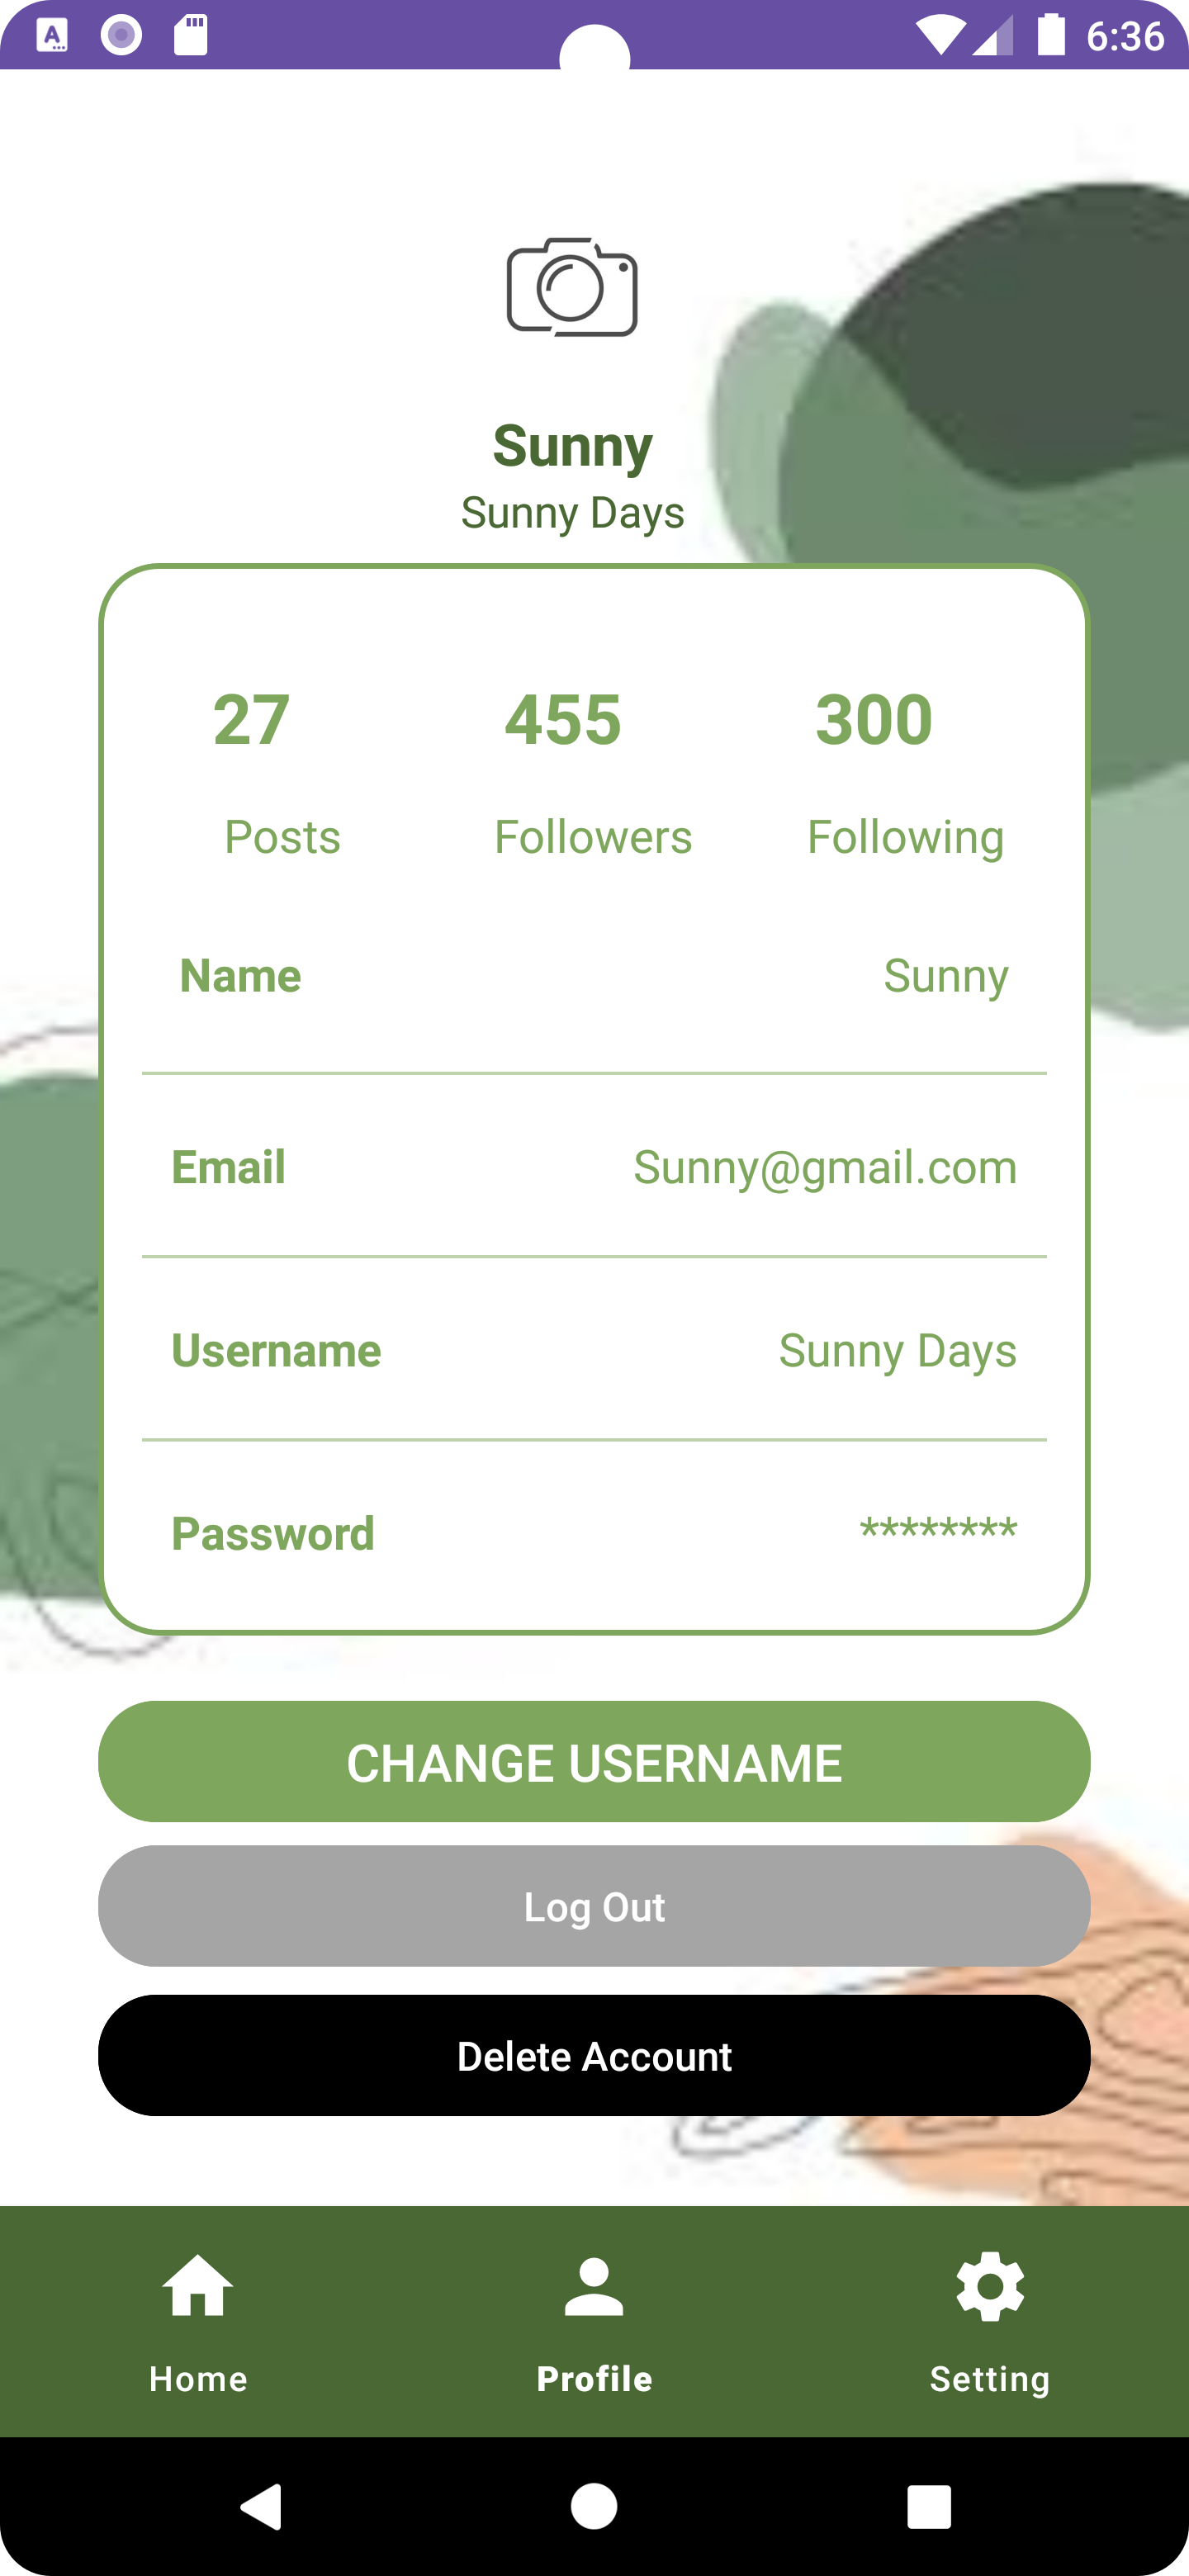 6:36
Sunny
Sunny Days
27 455 300
Posts Followers Following
Name Sunny
Email Sunny@gmail.com
Username Sunny Days
Password ********
CHANGE USERNAME
Log Out
Delete Account
Home Profile Setting